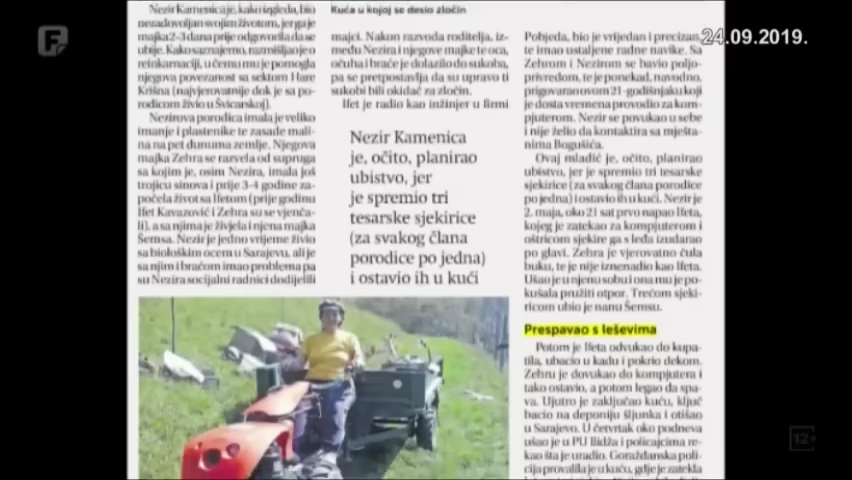 24.09.2019.
Nezir Kamenica je, kako izgleda, bio
nezadovoljan svojim životom, jer ga je
majka 2-3 dana prije odgovorila da se
ubije. Kako saznajemo, razmišljao je o
reinkarnaciji, u čemu mu je pomogla
njegova povezanost sa sektom Hare
Krišna (najvjerovatnije dok je sa po-
rodicom živio u Švicarskoj).
Nezirova porodica imala je veliko
imanje i plastenike te zasade mali-
na na pet dunuma zemlje. Njegova
majka Zehra se razvela od supruga
sa kojim je, osim Nezira, imala još
trojicu sinova i prije 3-4 godine za-
počela život sa Ifetom (prije godinu
Ifet Kavazović i Zehra su se vjenča-
li), a sa njima je živjela i njena majka
Šemsa. Nezir je jedno vrijeme živio
sa biološkim ocem u Sarajevu, ali je
sa njim i braćom imao problema pa
su Nezira socijalni radnici dodijelili
Kuća u kojoj se desio zločin
majci. Nakon razvoda roditelja, iz-
među Nezira i njegove majke te oca,
očuha i braće je dolazilo do sukoba,
pa se pretpostavlja da su upravo ti
sukobi bili okidač za zločin.
Ifet je radio kao inžinjer u firmi
Nezir Kamenica
je, očito, planirao
ubistvo, jer
je spremio tri
tesarske sjekirice
(za svakog člana
porodice po jedna)
i ostavio ih u kući
Pobjeda, bio je vrijedan i precizan,
te imao ustaljene radne navike. Sa
Zehrom i Nezirom se bavio poljo-
privredom, te je ponekad, navodno,
prigovarao ovom 21-godišnjaku koji
je dosta vremena provodio za kom-
pjuterom. Nezir se povukao u sebe
i nije želio da kontaktira sa mješta-
nima Bogušića.
Ovaj mladić je, očito, planirao
ubistvo, jer je spremio tri tesarske
sjekirice (za svakog člana porodice
po jedna) i ostavio ih u kući. Nezir je
2. maja, oko 21 sat prvo napao Ifeta,
kojeg je zatekao za kompjuterom i
oštricom sjekire ga s leđa izudarao
po glavi. Zehra je vjerovatno čula
buku, te je nije iznenadio kao Ifeta.
Ušao je u njenu sobu i ona mu je po-
kušala pružiti otpor. Trećom sjeki-
ricom ubio je nanu Šemsu.
Prespavao s leševima
Potom je Ifeta odvukao do kupa-
tila, ubacio u kadu i pokrio dekom.
Zehru je dovukao do kompjutera i
tako ostavio, a potom legao da spa-
va. Ujutro je zaključao kuću, ključ
bacio na deponiju šljunka i otišao
u Sarajevo. U četvrtak oko podneva
ušao je u PU Ilidža i policajcima re-
kao šta je uradio. Goraždanska po-
licija provalila je u kuću, gdje je zatekla
12+